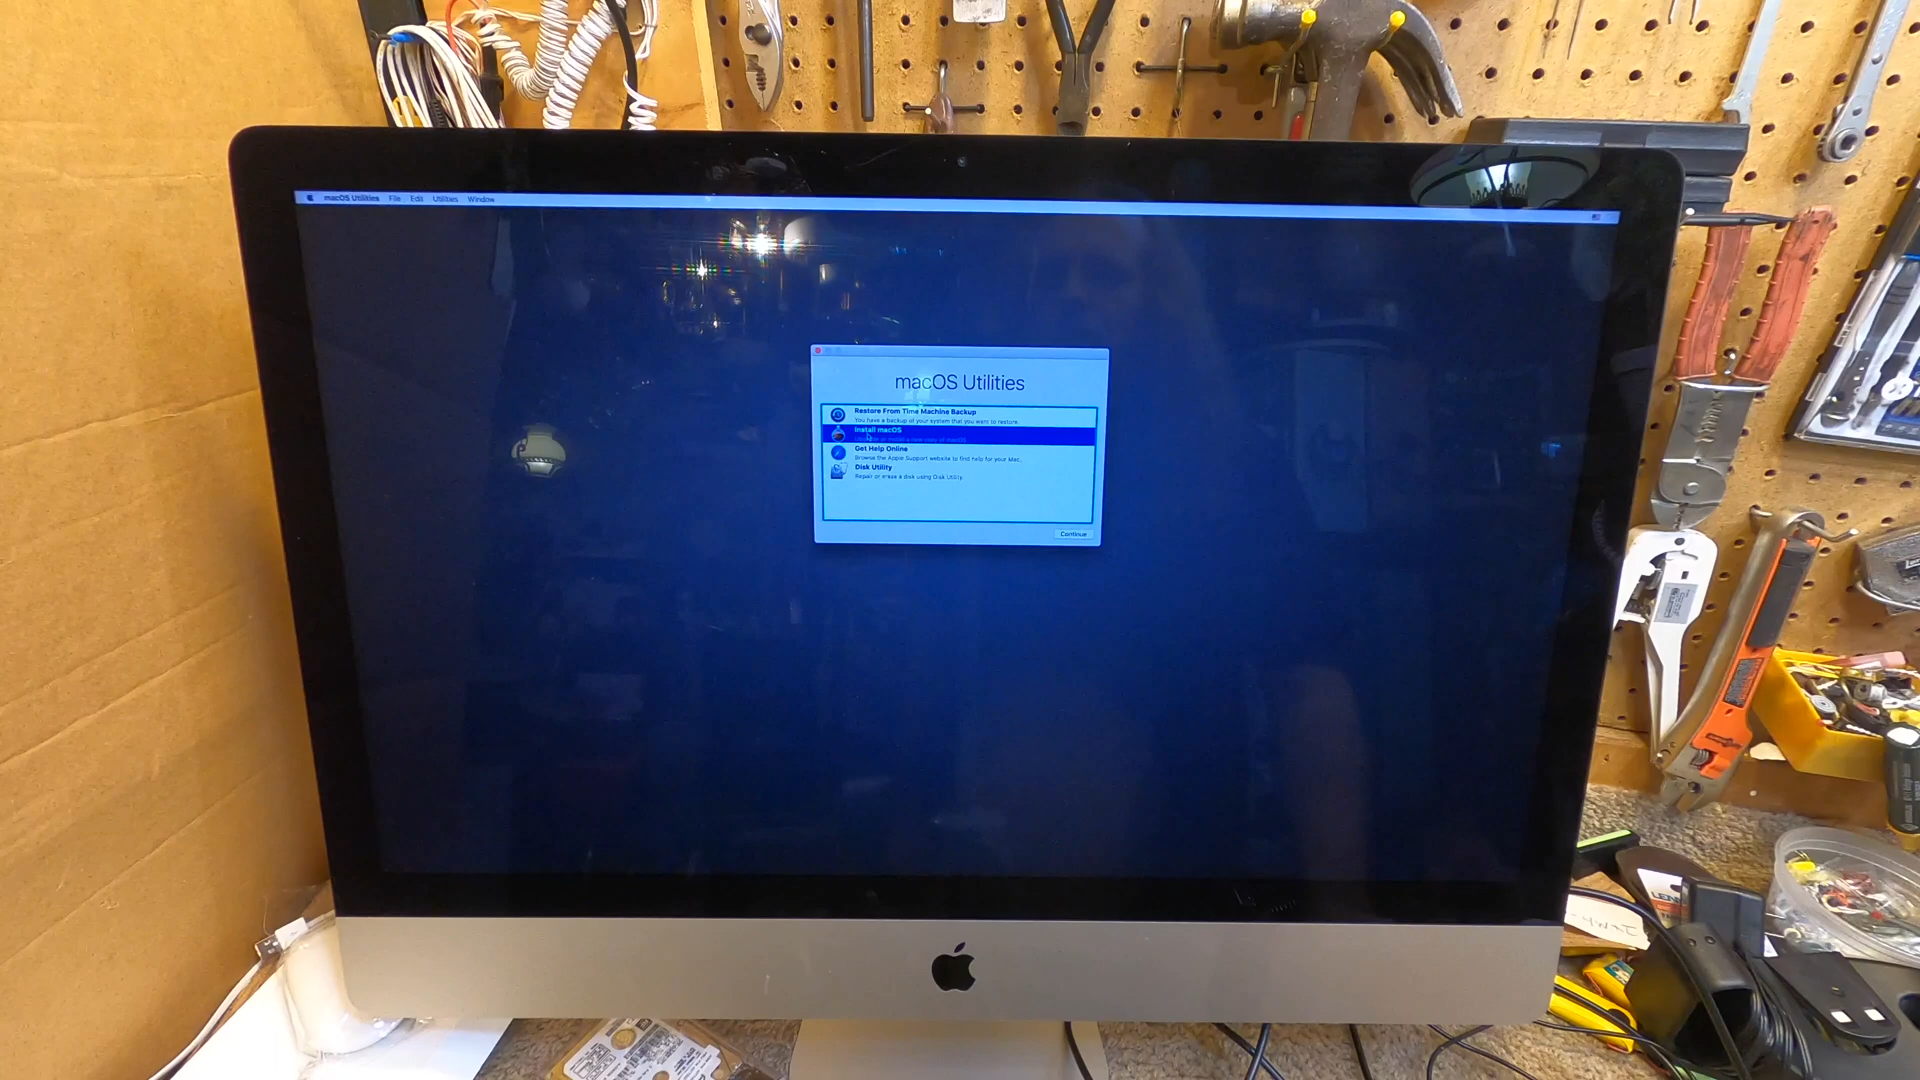 macOS Utilities File Edit Utilities Window
macOS Utilities
Restore From Time Machine Backup
You have a backup of your system that you want to restore.
Install macOS
Get Help Online
Browse the Apple Support website to find help for your Mac.
Disk Utility
Repair or erase a disk using Disk Utility.
Continue